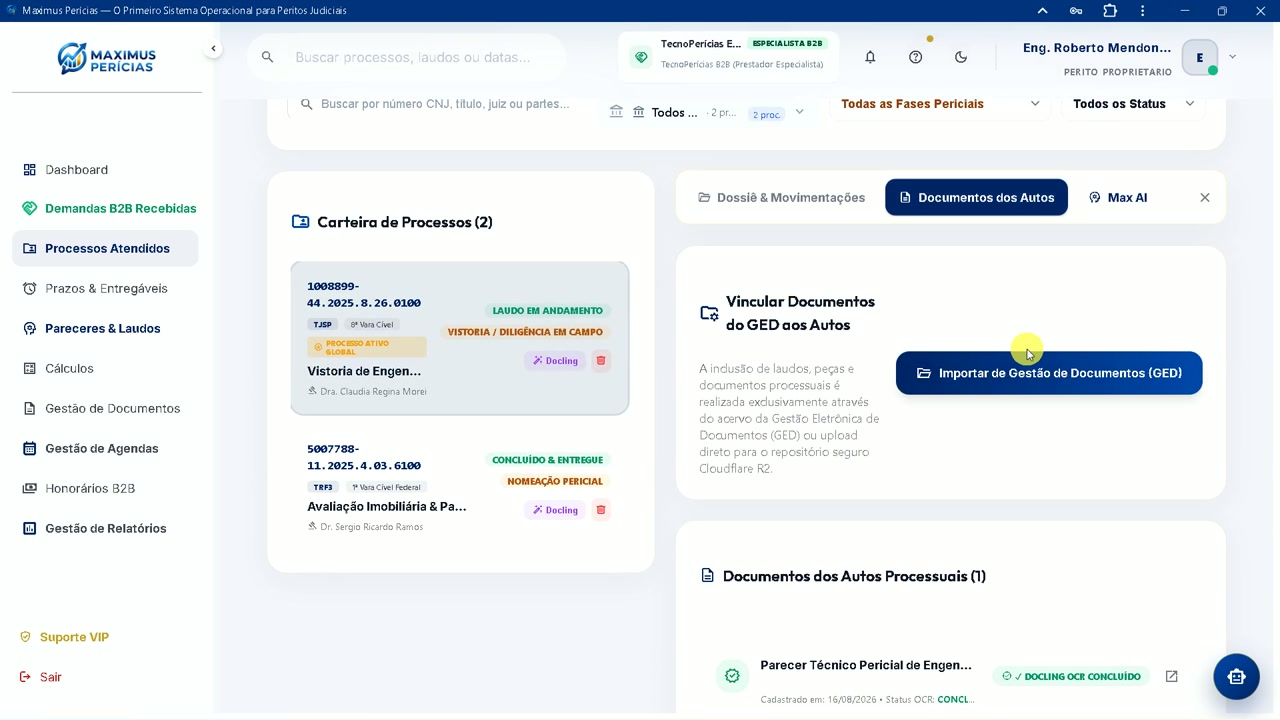 Maximus Perícias — O Primeiro Sistema Operacional para Peritos Judiciais
MAXIMUS
PERÍCIAS
Buscar processos, laudos ou datas...
TecnoPerícias E... ESPECIALISTA B2B
TecnoPerícias B2B (Prestador Especialista)
Eng. Roberto Mendon...
PERITO PROPRIETARIO
E
Dashboard
Demandas B2B Recebidas
Processos Atendidos
Prazos & Entregáveis
Pareceres & Laudos
Cálculos
Gestão de Documentos
Gestão de Agendas
Honorários B2B
Gestão de Relatórios
Suporte VIP
Sair
Buscar por número CNJ, título, juiz ou partes...
Todos ... · 2 pr... 2 proc.
Todas as Fases Periciais
Todos os Status
Carteira de Processos (2)
1008899-
44.2025.8.26.0100
TJSP 8ª Vara Cível
PROCESSO ATIVO
GLOBAL
Vistoria de Engen...
Dra. Claudia Regina Morei
LAUDO EM ANDAMENTO
VISTORIA / DILIGÊNCIA EM CAMPO
Docling
5007788-
11.2025.4.03.6100
TRF3 1ª Vara Cível Federal
Avaliação Imobiliária & Pa...
Dr. Sergio Ricardo Ramos
CONCLUÍDO & ENTREGUE
NOMEAÇÃO PERICIAL
Docling
Dossiê & Movimentações
Documentos dos Autos
Max AI
Vincular Documentos
do GED aos Autos
A inclusão de laudos, peças e
documentos processuais é
realizada exclusivamente através
do acervo da Gestão Eletrônica de
Documentos (GED) ou upload
direto para o repositório seguro
Cloudflare R2.
Importar de Gestão de Documentos (GED)
Documentos dos Autos Processuais (1)
Parecer Técnico Pericial de Engen...
Cadastrado em: 16/08/2026 • Status OCR: CONCL...
✓ DOCLING OCR CONCLUÍDO